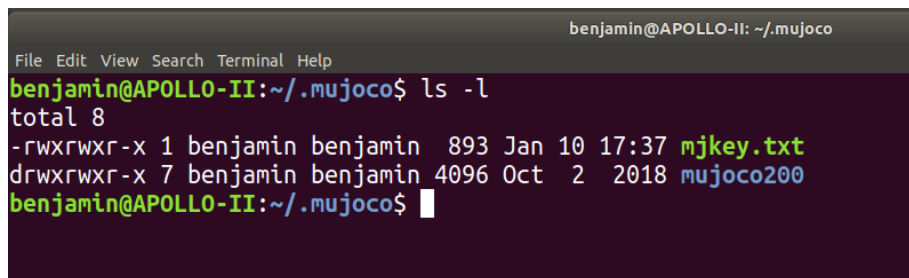 benjamin@APOLLO-II: ~/.mujoco
File Edit View Search Terminal Help
benjamin@APOLLO-II:~/.mujoco$ ls -l
total 8
-rwxrwxr-x 1 benjamin benjamin  893 Jan 10 17:37 mjkey.txt
drwxrwxr-x 7 benjamin benjamin 4096 Oct  2  2018 mujoco200
benjamin@APOLLO-II:~/.mujoco$